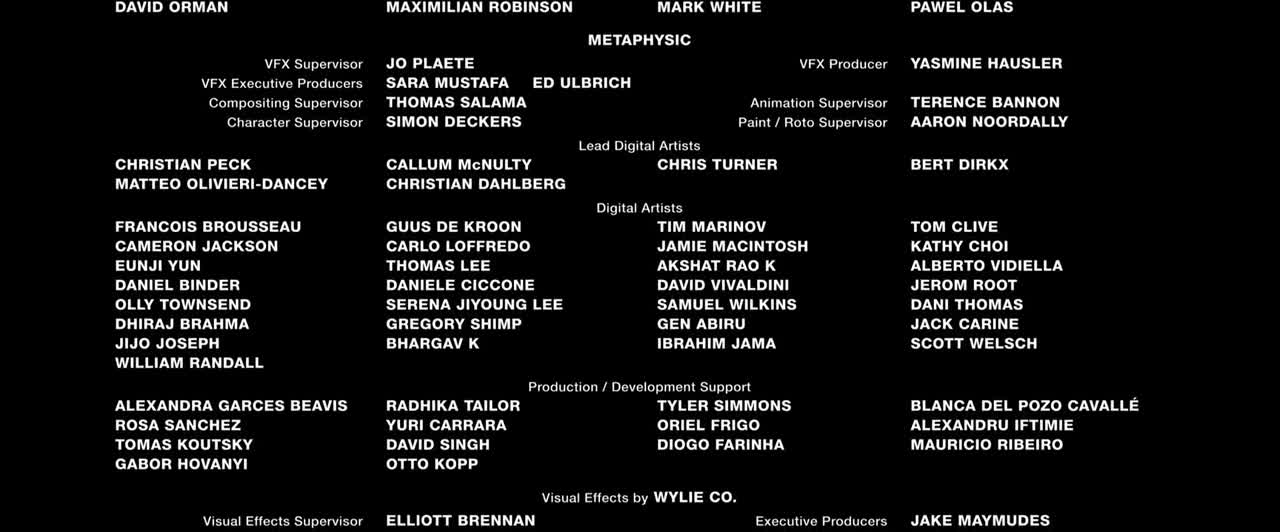 DAVID ORMAN MAXIMILIAN ROBINSON MARK WHITE PAWEL OLAS
METAPHYSIC
VFX Supervisor JO PLAETE VFX Producer YASMINE HAUSLER
VFX Executive Producers SARA MUSTAFA ED ULBRICH
Compositing Supervisor THOMAS SALAMA Animation Supervisor TERENCE BANNON
Character Supervisor SIMON DECKERS Paint / Roto Supervisor AARON NOORDALLY
Lead Digital Artists
CHRISTIAN PECK CALLUM McNULTY CHRIS TURNER BERT DIRKX
MATTEO OLIVIERI-DANCEY CHRISTIAN DAHLBERG
Digital Artists
FRANCOIS BROUSSEAU GUUS DE KROON TIM MARINOV TOM CLIVE
CAMERON JACKSON CARLO LOFFREDO JAMIE MACINTOSH KATHY CHOI
EUNJI YUN THOMAS LEE AKSHAT RAO K ALBERTO VIDIELLA
DANIEL BINDER DANIELE CICCONE DAVID VIVALDINI JEROM ROOT
OLLY TOWNSEND SERENA JIYOUNG LEE SAMUEL WILKINS DANI THOMAS
DHIRAJ BRAHMA GREGORY SHIMP GEN ABIRU JACK CARINE
JIJO JOSEPH BHARGAV K IBRAHIM JAMA SCOTT WELSCH
WILLIAM RANDALL
Production / Development Support
ALEXANDRA GARCES BEAVIS RADHIKA TAILOR TYLER SIMMONS BLANCA DEL POZO CAVALLÉ
ROSA SANCHEZ YURI CARRARA ORIEL FRIGO ALEXANDRU IFTIMIE
TOMAS KOUTSKY DAVID SINGH DIOGO FARINHA MAURICIO RIBEIRO
GABOR HOVANYI OTTO KOPP
Visual Effects by WYLIE CO.
Visual Effects Supervisor ELLIOTT BRENNAN Executive Producers JAKE MAYMUDES